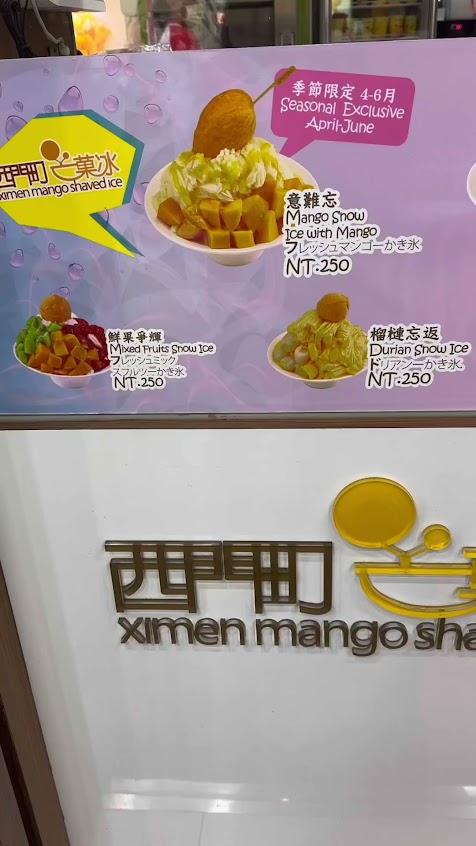 季節限定 4-6月
Seasonal Exclusive
April-June
西門町芒菓冰
ximen mango shaved ice
意難忘
Mango Snow
Ice with Mango
フレッシュマンゴーかき氷
NT.250
鮮果爭輝
Mixed Fruits Snow Ice
フレッシュミック
スフルツーかき氷
NT.250
榴槤忘返
Durian Snow Ice
ドリアンーかき氷
NT.250
西門町芒
ximen mango sha